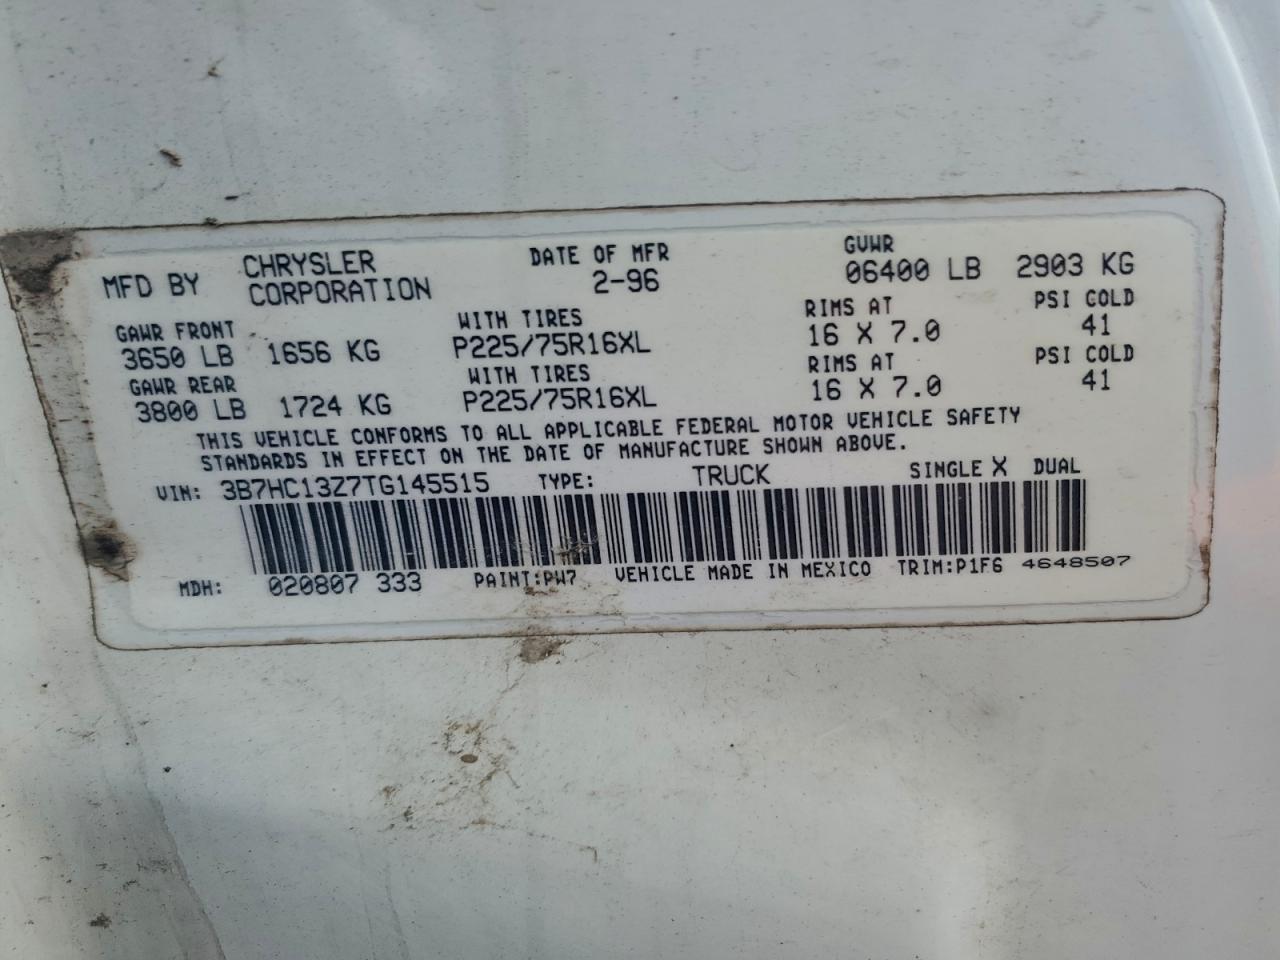 MFD BY CHRYSLER CORPORATION DATE OF MFR 2-96 GVWR 06400 LB 2903 KG
GAWR FRONT WITH TIRES RIMS AT PSI COLD
3650 LB 1656 KG P225/75R16XL 16 X 7.0 41
GAWR REAR WITH TIRES RIMS AT PSI COLD
3800 LB 1724 KG P225/75R16XL 16 X 7.0 41
THIS VEHICLE CONFORMS TO ALL APPLICABLE FEDERAL MOTOR VEHICLE SAFETY
STANDARDS IN EFFECT ON THE DATE OF MANUFACTURE SHOWN ABOVE.
VIN: 3B7HC13Z7TG145515 TYPE: TRUCK SINGLE X DUAL
MDH: 020807 333 PAINT:PW7 VEHICLE MADE IN MEXICO TRIM:P1F6 4648507